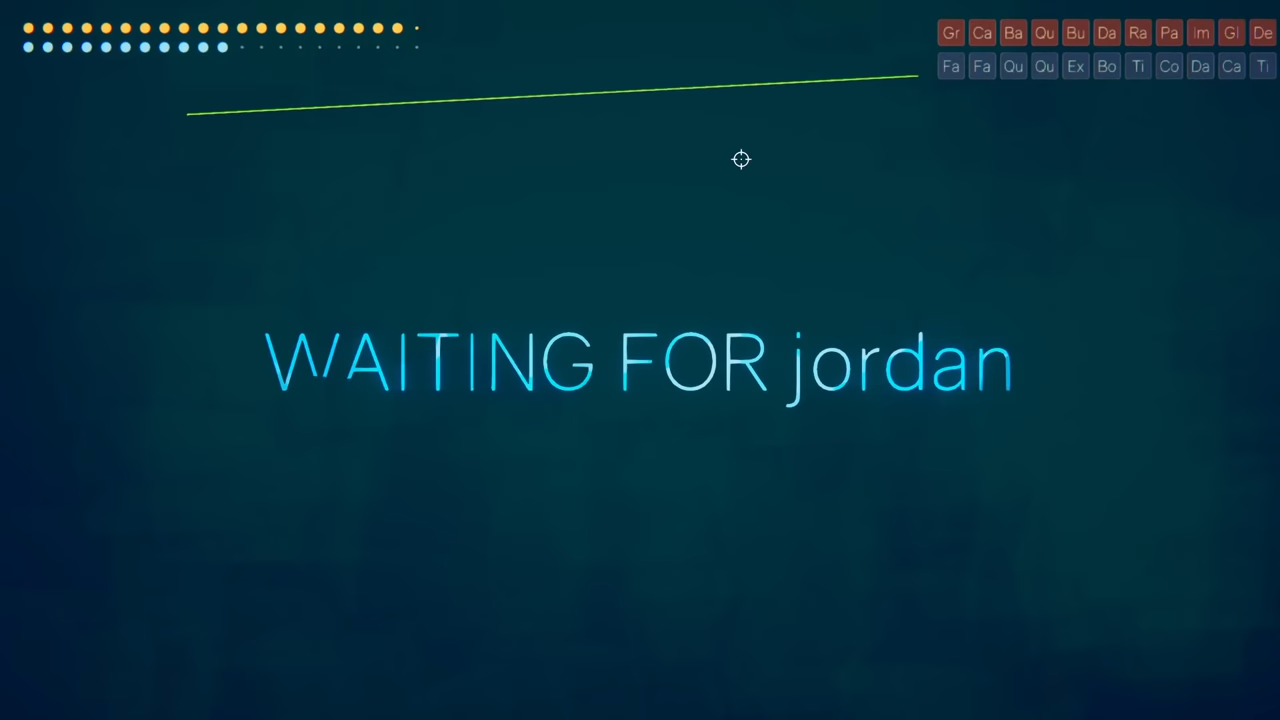 Gr Ca Ba Qu Bu Da Ra Pa Im Gl De
Fa Fa Qu Qu Ex Bo Ti Co Da Ca Ti
WAITING FOR jordan